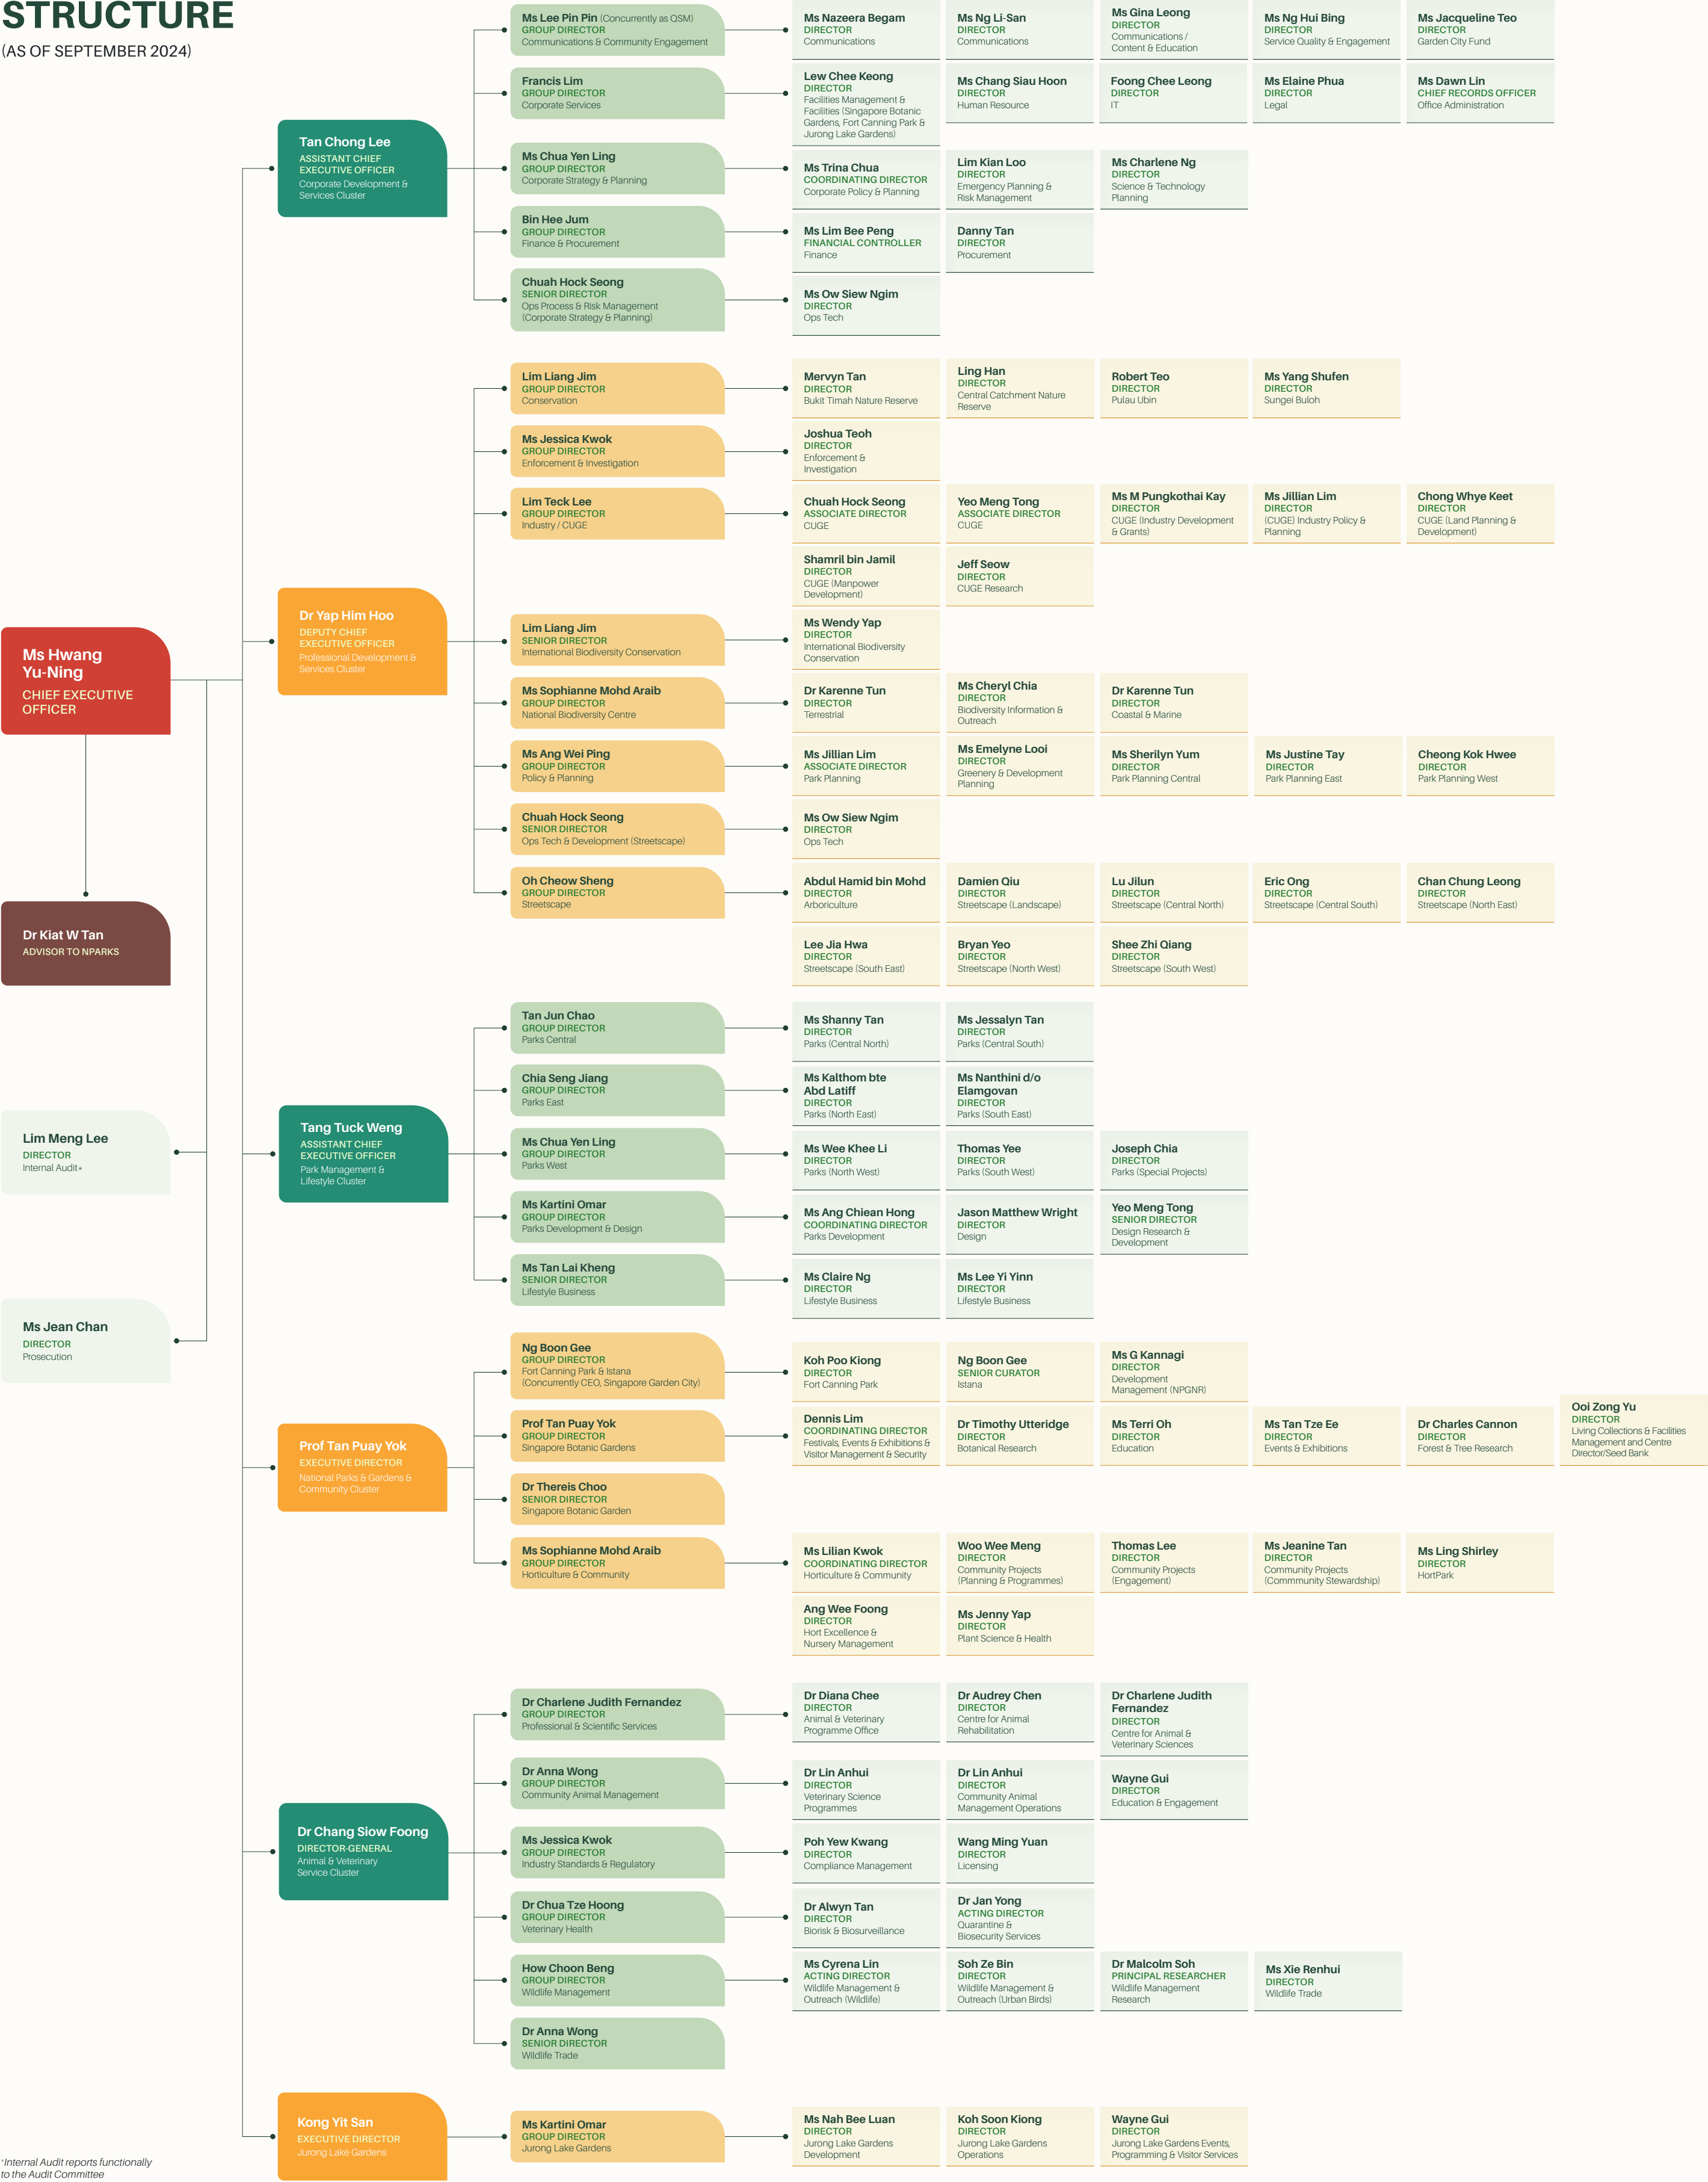 STRUCTURE
(AS OF SEPTEMBER 2024)
Ms Hwang
Yu-Ning
CHIEF EXECUTIVE
OFFICER
Dr Kiat W Tan
ADVISOR TO NPARKS
Lim Meng Lee
DIRECTOR
Internal Audit*
Ms Jean Chan
DIRECTOR
Prosecution
Tan Chong Lee
ASSISTANT CHIEF
EXECUTIVE OFFICER
Corporate Development &
Services Cluster
Ms Lee Pin Pin (Concurrently as QSM)
GROUP DIRECTOR
Communications & Community Engagement
Ms Nazeera Begam
DIRECTOR
Communications
Ms Ng Li-San
DIRECTOR
Communications
Ms Gina Leong
DIRECTOR
Communications /
Content & Education
Ms Ng Hui Bing
DIRECTOR
Service Quality & Engagement
Ms Jacqueline Teo
DIRECTOR
Garden City Fund
Francis Lim
GROUP DIRECTOR
Corporate Services
Lew Chee Keong
DIRECTOR
Facilities Management &
Facilities (Singapore Botanic
Gardens, Fort Canning Park &
Jurong Lake Gardens)
Ms Chang Siau Hoon
DIRECTOR
Human Resource
Foong Chee Leong
DIRECTOR
IT
Ms Elaine Phua
DIRECTOR
Legal
Ms Dawn Lin
CHIEF RECORDS OFFICER
Office Administration
Ms Chua Yen Ling
GROUP DIRECTOR
Corporate Strategy & Planning
Ms Trina Chua
COORDINATING DIRECTOR
Corporate Policy & Planning
Lim Kian Loo
DIRECTOR
Emergency Planning &
Risk Management
Ms Charlene Ng
DIRECTOR
Science & Technology
Planning
Bin Hee Jum
GROUP DIRECTOR
Finance & Procurement
Ms Lim Bee Peng
FINANCIAL CONTROLLER
Finance
Danny Tan
DIRECTOR
Procurement
Chuah Hock Seong
SENIOR DIRECTOR
Ops Process & Risk Management
(Corporate Strategy & Planning)
Ms Ow Siew Ngim
DIRECTOR
Ops Tech
Dr Yap Him Hoo
DEPUTY CHIEF
EXECUTIVE OFFICER
Professional Development &
Services Cluster
Lim Liang Jim
GROUP DIRECTOR
Conservation
Mervyn Tan
DIRECTOR
Bukit Timah Nature Reserve
Ling Han
DIRECTOR
Central Catchment Nature
Reserve
Robert Teo
DIRECTOR
Pulau Ubin
Ms Yang Shufen
DIRECTOR
Sungei Buloh
Ms Jessica Kwok
GROUP DIRECTOR
Enforcement & Investigation
Joshua Teoh
DIRECTOR
Enforcement &
Investigation
Lim Teck Lee
GROUP DIRECTOR
Industry / CUGE
Chuah Hock Seong
ASSOCIATE DIRECTOR
CUGE
Yeo Meng Tong
ASSOCIATE DIRECTOR
CUGE
Ms M Pungkothai Kay
DIRECTOR
CUGE (Industry Development
& Grants)
Ms Jillian Lim
DIRECTOR
(CUGE) Industry Policy &
Planning
Chong Whye Keet
DIRECTOR
CUGE (Land Planning &
Development)
Shamril bin Jamil
DIRECTOR
CUGE (Manpower
Development)
Jeff Seow
DIRECTOR
CUGE Research
Lim Liang Jim
SENIOR DIRECTOR
International Biodiversity Conservation
Ms Wendy Yap
DIRECTOR
International Biodiversity
Conservation
Ms Sophianne Mohd Araib
GROUP DIRECTOR
National Biodiversity Centre
Dr Karenne Tun
DIRECTOR
Terrestrial
Ms Cheryl Chia
DIRECTOR
Biodiversity Information &
Outreach
Dr Karenne Tun
DIRECTOR
Coastal & Marine
Ms Ang Wei Ping
GROUP DIRECTOR
Policy & Planning
Ms Jillian Lim
ASSOCIATE DIRECTOR
Park Planning
Ms Emelyne Looi
DIRECTOR
Greenery & Development
Planning
Ms Sherilyn Yum
DIRECTOR
Park Planning Central
Ms Justine Tay
DIRECTOR
Park Planning East
Cheong Kok Hwee
DIRECTOR
Park Planning West
Chuah Hock Seong
SENIOR DIRECTOR
Ops Tech & Development (Streetscape)
Ms Ow Siew Ngim
DIRECTOR
Ops Tech
Oh Cheow Sheng
GROUP DIRECTOR
Streetscape
Abdul Hamid bin Mohd
DIRECTOR
Arboriculture
Damien Qiu
DIRECTOR
Streetscape (Landscape)
Lu Jilun
DIRECTOR
Streetscape (Central North)
Eric Ong
DIRECTOR
Streetscape (Central South)
Chan Chung Leong
DIRECTOR
Streetscape (North East)
Lee Jia Hwa
DIRECTOR
Streetscape (South East)
Bryan Yeo
DIRECTOR
Streetscape (North West)
Shee Zhi Qiang
DIRECTOR
Streetscape (South West)
Tang Tuck Weng
ASSISTANT CHIEF
EXECUTIVE OFFICER
Park Management &
Lifestyle Cluster
Tan Jun Chao
GROUP DIRECTOR
Parks Central
Ms Shanny Tan
DIRECTOR
Parks (Central North)
Ms Jessalyn Tan
DIRECTOR
Parks (Central South)
Chia Seng Jiang
GROUP DIRECTOR
Parks East
Ms Kalthom bte
Abd Latiff
DIRECTOR
Parks (North East)
Ms Nanthini d/o
Elamgovan
DIRECTOR
Parks (South East)
Ms Chua Yen Ling
GROUP DIRECTOR
Parks West
Ms Wee Khee Li
DIRECTOR
Parks (North West)
Thomas Yee
DIRECTOR
Parks (South West)
Joseph Chia
DIRECTOR
Parks (Special Projects)
Ms Kartini Omar
GROUP DIRECTOR
Parks Development & Design
Ms Ang Chiean Hong
COORDINATING DIRECTOR
Parks Development
Jason Matthew Wright
DIRECTOR
Design
Yeo Meng Tong
SENIOR DIRECTOR
Design Research &
Development
Ms Tan Lai Kheng
SENIOR DIRECTOR
Lifestyle Business
Ms Claire Ng
DIRECTOR
Lifestyle Business
Ms Lee Yi Yinn
DIRECTOR
Lifestyle Business
Prof Tan Puay Yok
EXECUTIVE DIRECTOR
National Parks & Gardens &
Community Cluster
Ng Boon Gee
GROUP DIRECTOR
Fort Canning Park & Istana
(Concurrently CEO, Singapore Garden City)
Koh Poo Kiong
DIRECTOR
Fort Canning Park
Ng Boon Gee
SENIOR CURATOR
Istana
Ms G Kannagi
DIRECTOR
Development
Management (NPGNR)
Prof Tan Puay Yok
GROUP DIRECTOR
Singapore Botanic Gardens
Dennis Lim
COORDINATING DIRECTOR
Festivals, Events & Exhibitions &
Visitor Management & Security
Dr Timothy Utteridge
DIRECTOR
Botanical Research
Ms Terri Oh
DIRECTOR
Education
Ms Tan Tze Ee
DIRECTOR
Events & Exhibitions
Dr Charles Cannon
DIRECTOR
Forest & Tree Research
Ooi Zong Yu
DIRECTOR
Living Collections & Facilities
Management and Centre
Director/Seed Bank
Dr Thereis Choo
SENIOR DIRECTOR
Singapore Botanic Garden
Ms Sophianne Mohd Araib
GROUP DIRECTOR
Horticulture & Community
Ms Lilian Kwok
COORDINATING DIRECTOR
Horticulture & Community
Woo Wee Meng
DIRECTOR
Community Projects
(Planning & Programmes)
Thomas Lee
DIRECTOR
Community Projects
(Engagement)
Ms Jeanine Tan
DIRECTOR
Community Projects
(Commmunity Stewardship)
Ms Ling Shirley
DIRECTOR
HortPark
Ang Wee Foong
DIRECTOR
Hort Excellence &
Nursery Management
Ms Jenny Yap
DIRECTOR
Plant Science & Health
Dr Chang Siow Foong
DIRECTOR-GENERAL
Animal & Veterinary
Service Cluster
Dr Charlene Judith Fernandez
GROUP DIRECTOR
Professional & Scientific Services
Dr Diana Chee
DIRECTOR
Animal & Veterinary
Programme Office
Dr Audrey Chen
DIRECTOR
Centre for Animal
Rehabilitation
Dr Charlene Judith
Fernandez
DIRECTOR
Centre for Animal &
Veterinary Sciences
Dr Anna Wong
GROUP DIRECTOR
Community Animal Management
Dr Lin Anhui
DIRECTOR
Veterinary Science
Programmes
Dr Lin Anhui
DIRECTOR
Community Animal
Management Operations
Wayne Gui
DIRECTOR
Education & Engagement
Ms Jessica Kwok
GROUP DIRECTOR
Industry Standards & Regulatory
Poh Yew Kwang
DIRECTOR
Compliance Management
Wang Ming Yuan
DIRECTOR
Licensing
Dr Chua Tze Hoong
GROUP DIRECTOR
Veterinary Health
Dr Alwyn Tan
DIRECTOR
Biorisk & Biosurveillance
Dr Jan Yong
ACTING DIRECTOR
Quarantine &
Biosecurity Services
How Choon Beng
GROUP DIRECTOR
Wildlife Management
Ms Cyrena Lin
ACTING DIRECTOR
Wildlife Management &
Outreach (Wildlife)
Soh Ze Bin
DIRECTOR
Wildlife Management &
Outreach (Urban Birds)
Dr Malcolm Soh
PRINCIPAL RESEARCHER
Wildlife Management
Research
Ms Xie Renhui
DIRECTOR
Wildlife Trade
Dr Anna Wong
SENIOR DIRECTOR
Wildlife Trade
Kong Yit San
EXECUTIVE DIRECTOR
Jurong Lake Gardens
Ms Kartini Omar
GROUP DIRECTOR
Jurong Lake Gardens
Ms Nah Bee Luan
DIRECTOR
Jurong Lake Gardens
Development
Koh Soon Kiong
DIRECTOR
Jurong Lake Gardens
Operations
Wayne Gui
DIRECTOR
Jurong Lake Gardens Events,
Programming & Visitor Services
*Internal Audit reports functionally
to the Audit Committee